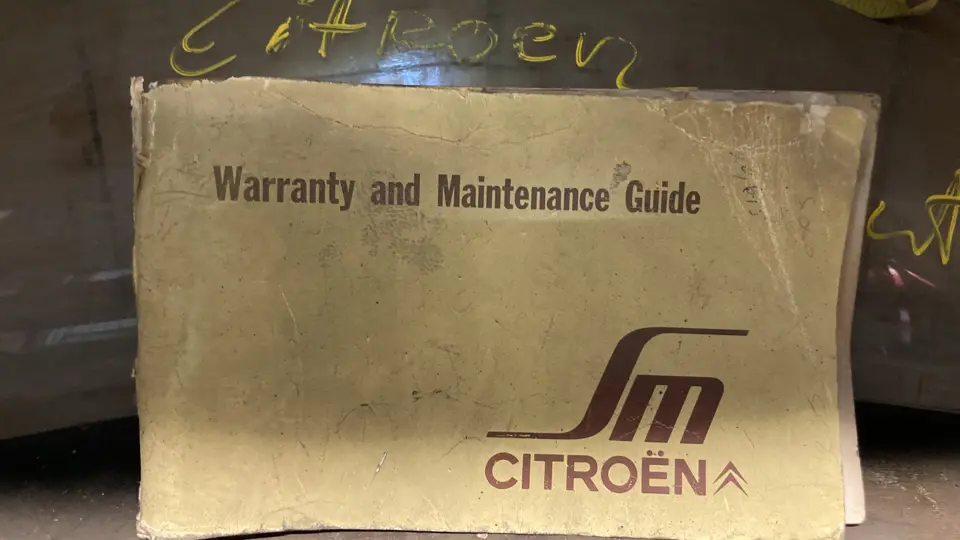 Citroen
Warranty and Maintenance Guide
SM
CITROËN